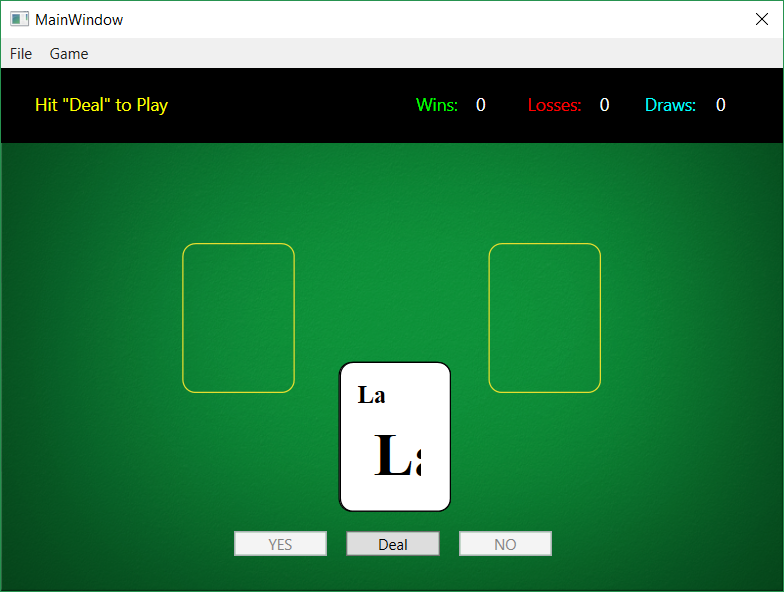 MainWindow
File Game
Hit "Deal" to Play Wins: 0 Losses: 0 Draws: 0
La
La
YES Deal NO